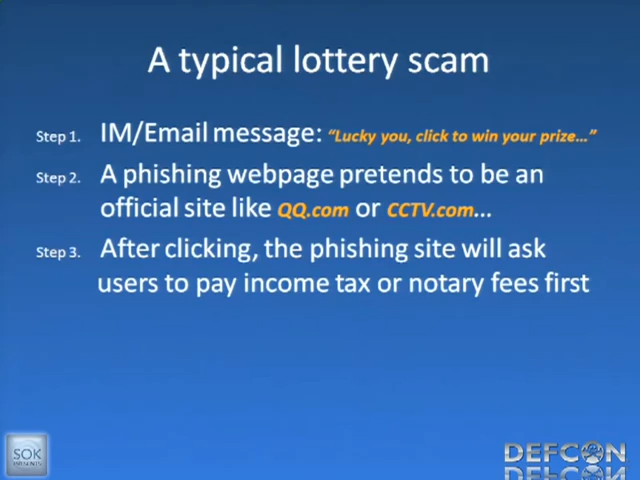 A typical lottery scam
Step 1. IM/Email message: “Lucky you, click to win your prize…”
Step 2. A phishing webpage pretends to be an
official site like QQ.com or CCTV.com…
Step 3. After clicking, the phishing site will ask
users to pay income tax or notary fees first
SOK
DEFCON